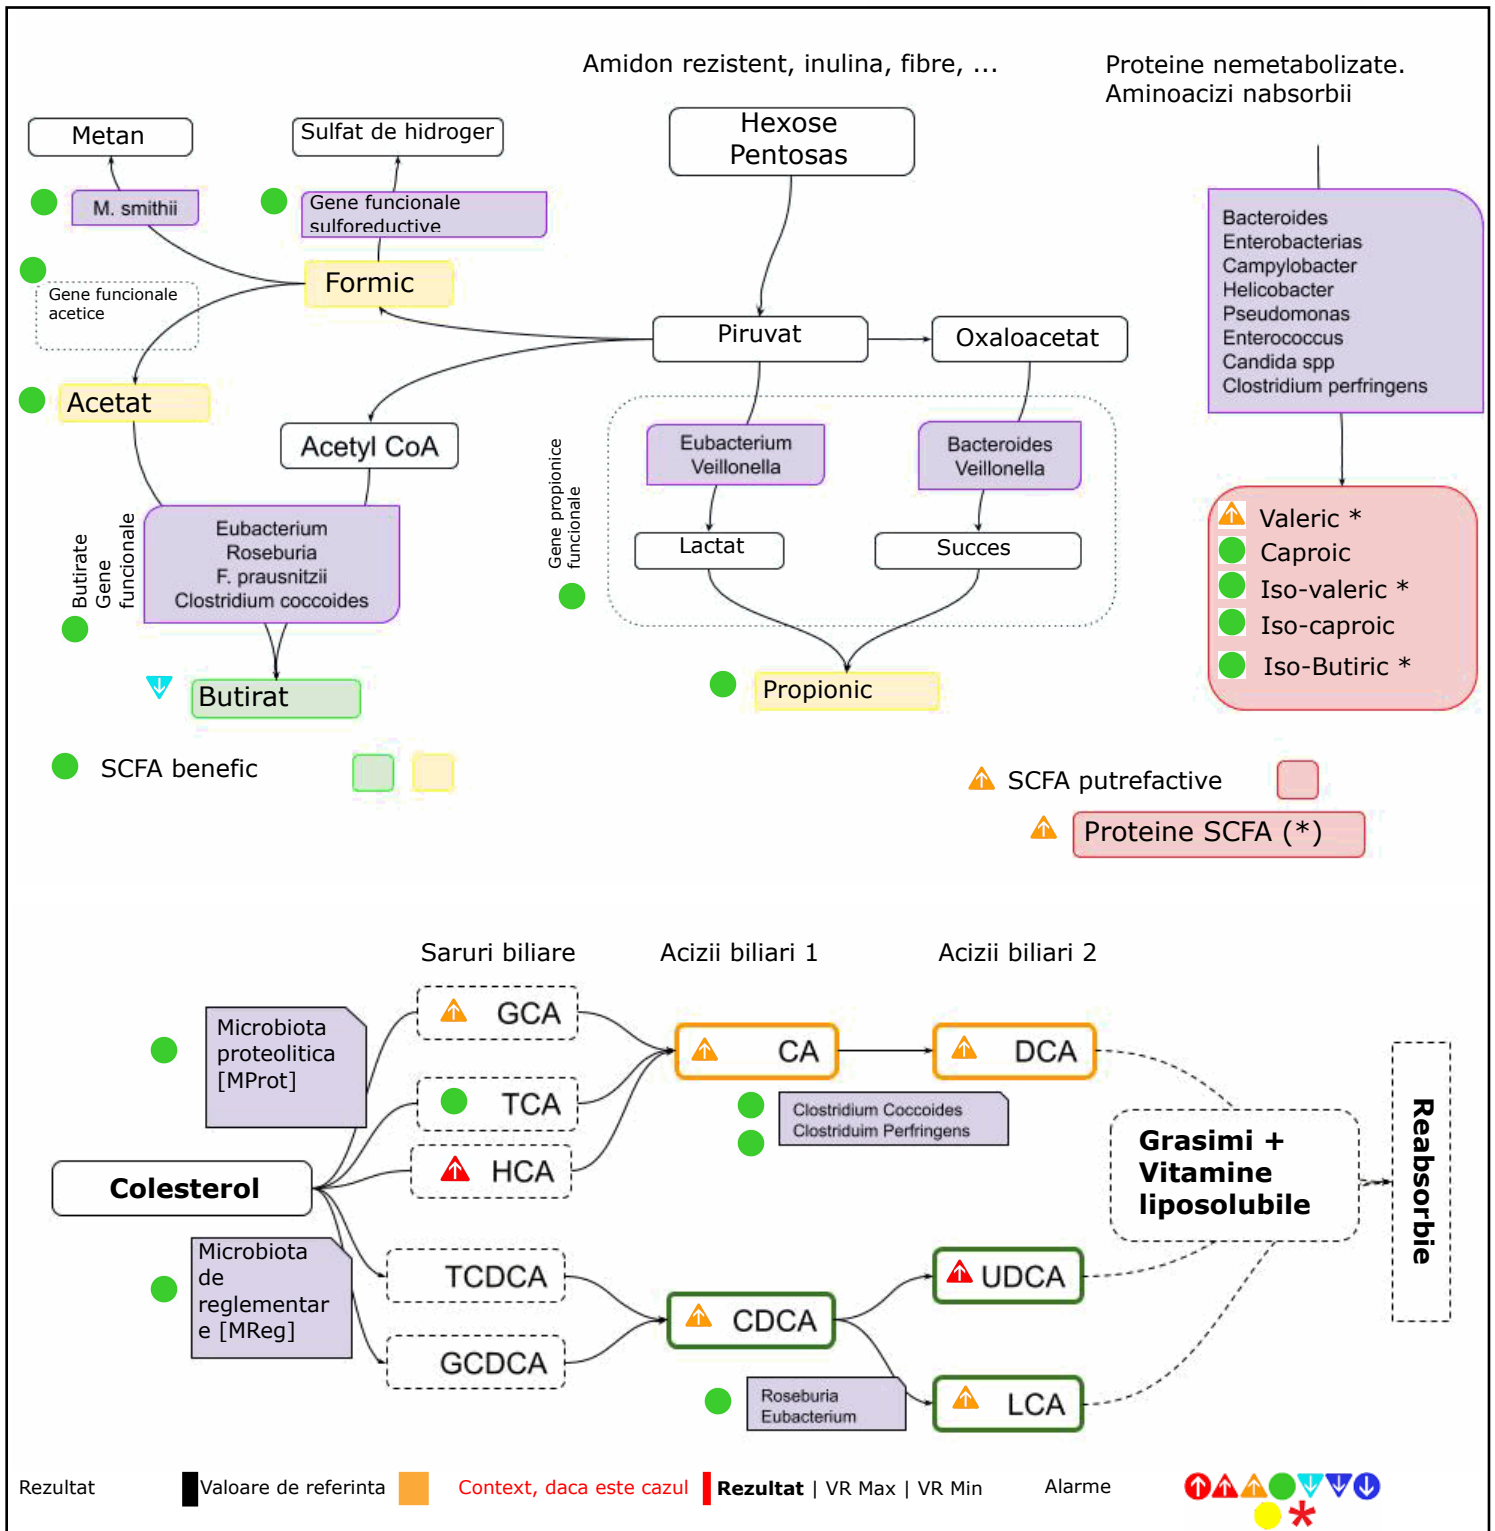 Amidon rezistent, inulina, fibre, ...
Proteine nemetabolizate.
Aminoacizi nabsorbii
Metan
Sulfat de hidroger
Hexose
Pentosas
M. smithii
Gene funcionale
sulforeductive
Bacteroides
Enterobacterias
Campylobacter
Helicobacter
Pseudomonas
Enterococcus
Candida spp
Clostridium perfringens
Formic
Gene funcionale
acetice
Piruvat
Oxaloacetat
Acetat
Acetyl CoA
Eubacterium
Veillonella
Bacteroides
Veillonella
Gene propionice
funcionale
Butirate
Gene
funcionale
Eubacterium
Roseburia
F. prausnitzii
Clostridium coccoides
Lactat
Succes
Valeric *
Caproic
Iso-valeric *
Iso-caproic
Iso-Butiric *
Butirat
Propionic
SCFA benefic
SCFA putrefactive
Proteine SCFA (*)
Saruri biliare
Acizii biliari 1
Acizii biliari 2
Microbiota
proteolitica
[MProt]
GCA
CA
DCA
TCA
Clostridium Coccoides
Clostriduim Perfringens
HCA
Grasimi +
Vitamine
liposolubile
Reabsorbie
Colesterol
Microbiota
de
reglementar
e [MReg]
TCDCA
UDCA
CDCA
GCDCA
Roseburia
Eubacterium
LCA
Rezultat
Valoare de referinta
Context, daca este cazul
Rezultat | VR Max | VR Min
Alarme